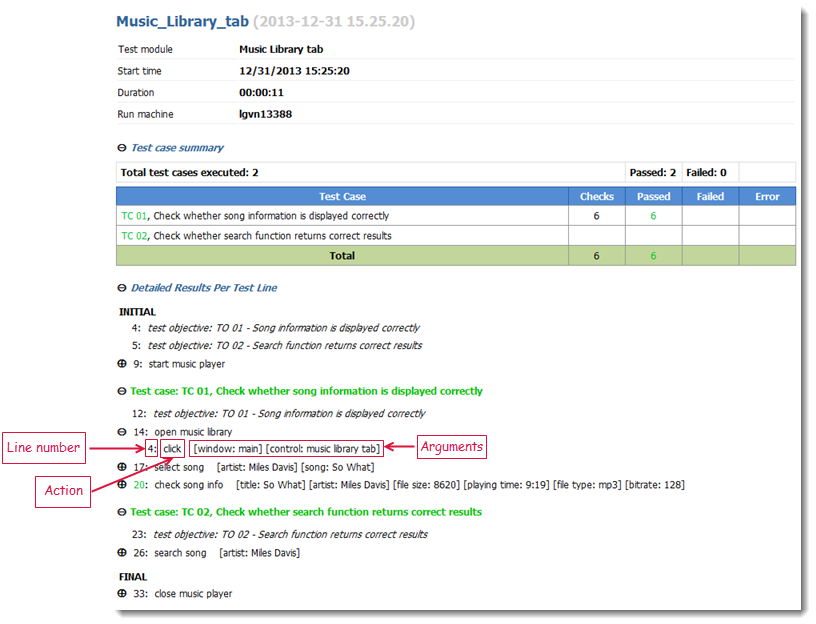 Music_Library_tab (2013-12-31 15.25.20)
Test module Music Library tab
Start time 12/31/2013 15:25:20
Duration 00:00:11
Run machine lgvn13388
Test case summary
Total test cases executed: 2 Passed: 2 Failed: 0
Test Case Checks Passed Failed Error
TC 01, Check whether song information is displayed correctly 6 6
TC 02, Check whether search function returns correct results
Total 6 6
Detailed Results Per Test Line
INITIAL
4: test objective: TO 01 - Song information is displayed correctly
5: test objective: TO 02 - Search function returns correct results
9: start music player
Test case: TC 01, Check whether song information is displayed correctly
12: test objective: TO 01 - Song information is displayed correctly
14: open music library
Line number 4: click [window: main] [control: music library tab] Arguments
17: select song [artist: Miles Davis] [song: So What]
Action 20: check song info [title: So What] [artist: Miles Davis] [file size: 8620] [playing time: 9:19] [file type: mp3] [bitrate: 128]
Test case: TC 02, Check whether search function returns correct results
23: test objective: TO 02 - Search function returns correct results
26: search song [artist: Miles Davis]
FINAL
33: close music player